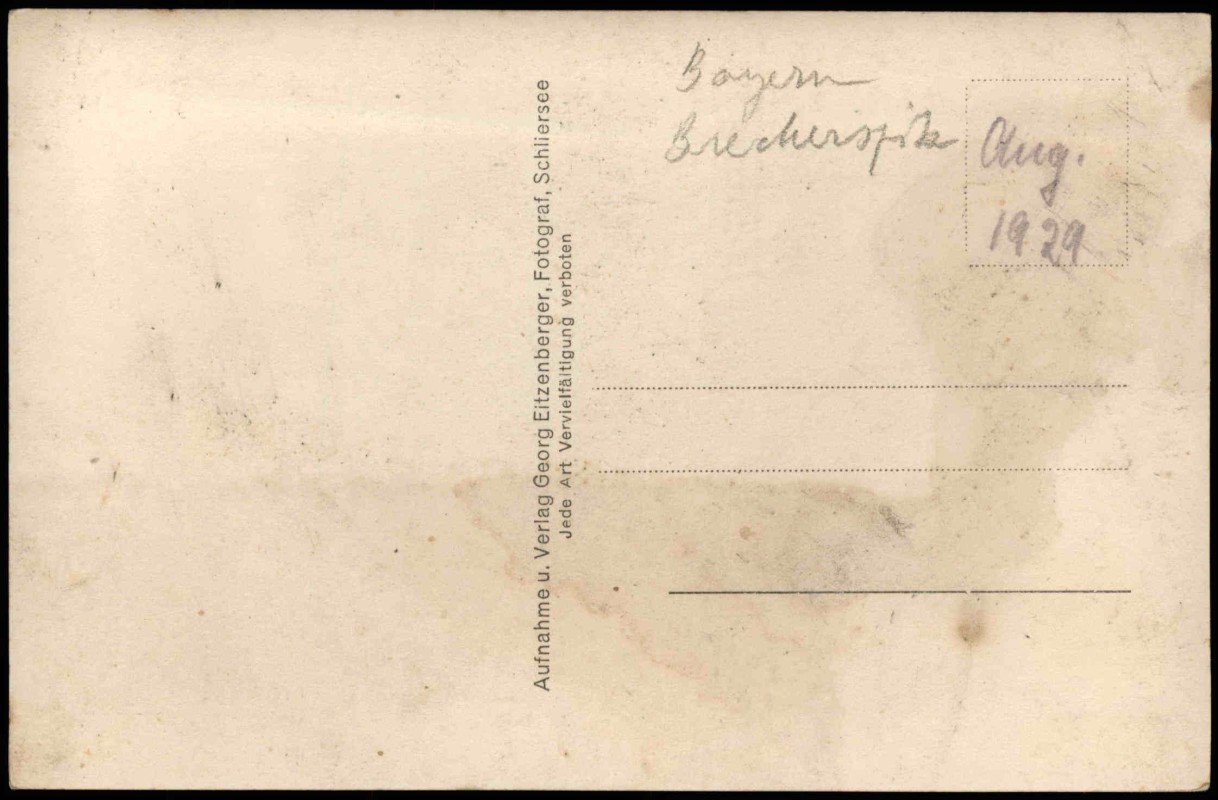 Bayern
Brecherspitz
Aug.
1929
Aufnahme u. Verlag Georg Eitzenberger, Fotograf, Schliersee
Jede Art Vervielfältigung verboten